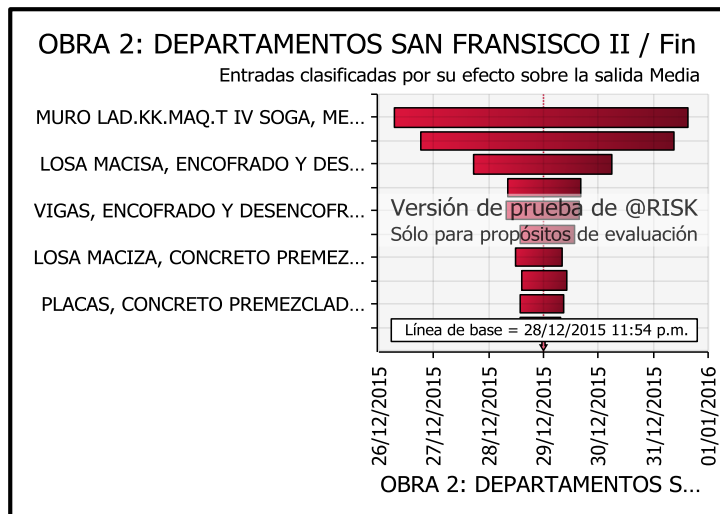 OBRA 2: DEPARTAMENTOS SAN FRANSISCO II / Fin
Entradas clasificadas por su efecto sobre la salida Media
MURO LAD.KK.MAQ.T IV SOGA, ME...
LOSA MACISA, ENCOFRADO Y DES...
VIGAS, ENCOFRADO Y DESENCOFR...
Versión de prueba de @RISK
Sólo para propósitos de evaluación
LOSA MACIZA, CONCRETO PREMEZ...
PLACAS, CONCRETO PREMEZCLAD...
Línea de base = 28/12/2015 11:54 p.m.
26/12/2015
27/12/2015
28/12/2015
29/12/2015
30/12/2015
31/12/2015
01/01/2016
OBRA 2: DEPARTAMENTOS S...